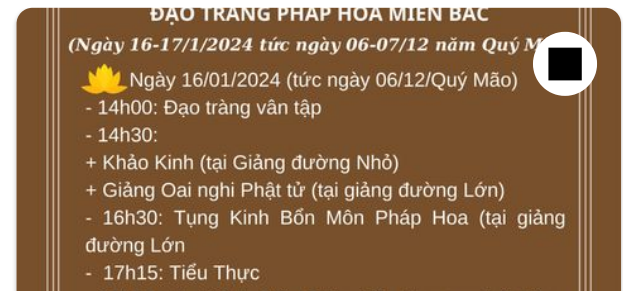 ĐẠO TRÀNG PHÁP HOA MIỀN BẮC
(Ngày 16-17/1/2024 tức ngày 06-07/12 năm Quý
Ngày 16/01/2024 (tức ngày 06/12/Quý Mão)
- 14h00: Đạo tràng vân tập
- 14h30:
+ Khảo Kinh (tại Giảng đường Nhỏ)
+ Giảng Oai nghi Phật tử (tại giảng đường Lớn)
- 16h30: Tụng Kinh Bổn Môn Pháp Hoa (tại giảng
đường Lớn
- 17h15: Tiểu Thực